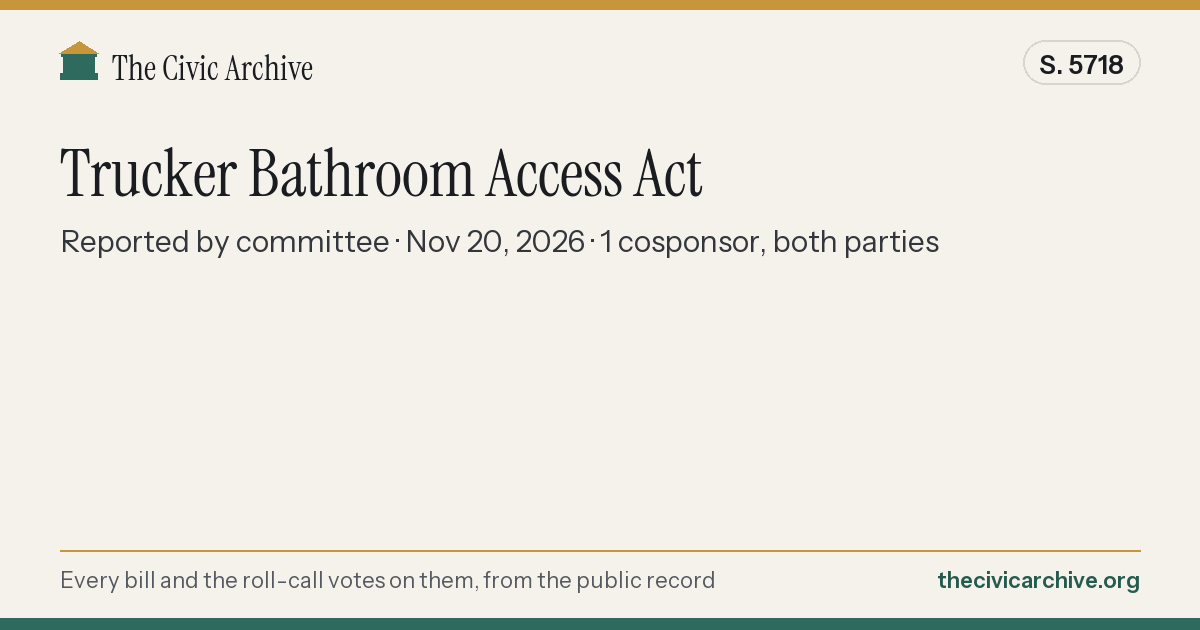 The Civic Archive
S. 5718
Trucker Bathroom Access Act
Reported by committee · Nov 20, 2026 · 1 cosponsor, both parties
Every bill and the roll-call votes on them, from the public record
thecivicarchive.org